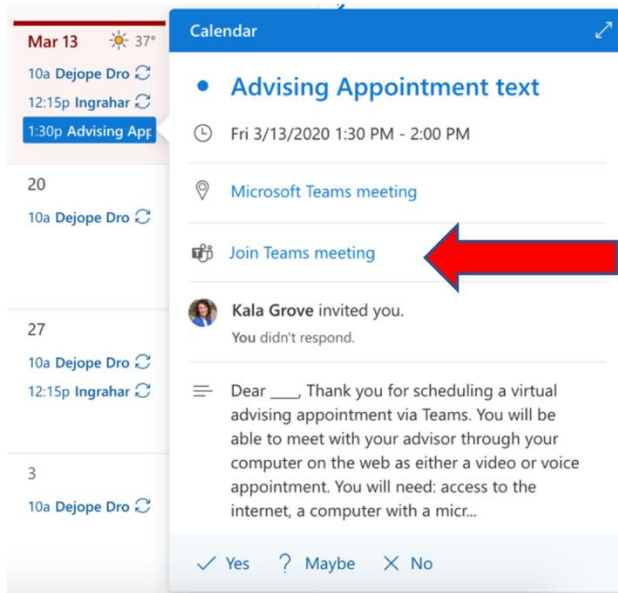 Mar 13 37°
10a Dejope Dro
12:15p Ingrahar
1:30p Advising App
20
10a Dejope Dro
27
10a Dejope Dro
12:15p Ingrahar
3
10a Dejope Dro
Calendar
Advising Appointment text
Fri 3/13/2020 1:30 PM - 2:00 PM
Microsoft Teams meeting
Join Teams meeting
Kala Grove invited you.
You didn't respond.
Dear ___, Thank you for scheduling a virtual
advising appointment via Teams. You will be
able to meet with your advisor through your
computer on the web as either a video or voice
appointment. You will need: access to the
internet, a computer with a micr...
Yes ? Maybe No